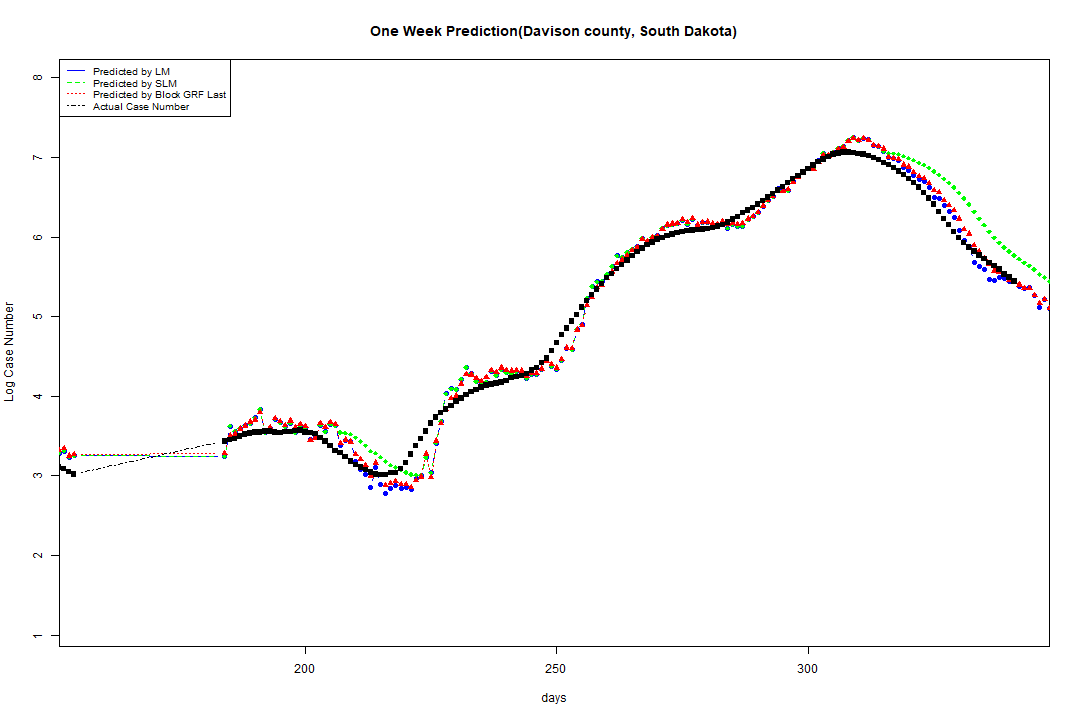 One Week Prediction(Davison county, South Dakota)
Predicted by LM
Predicted by SLM
Predicted by Block GRF Last
Actual Case Number
8
7
6
5
4
3
2
1
Log Case Number
200
250
300
days